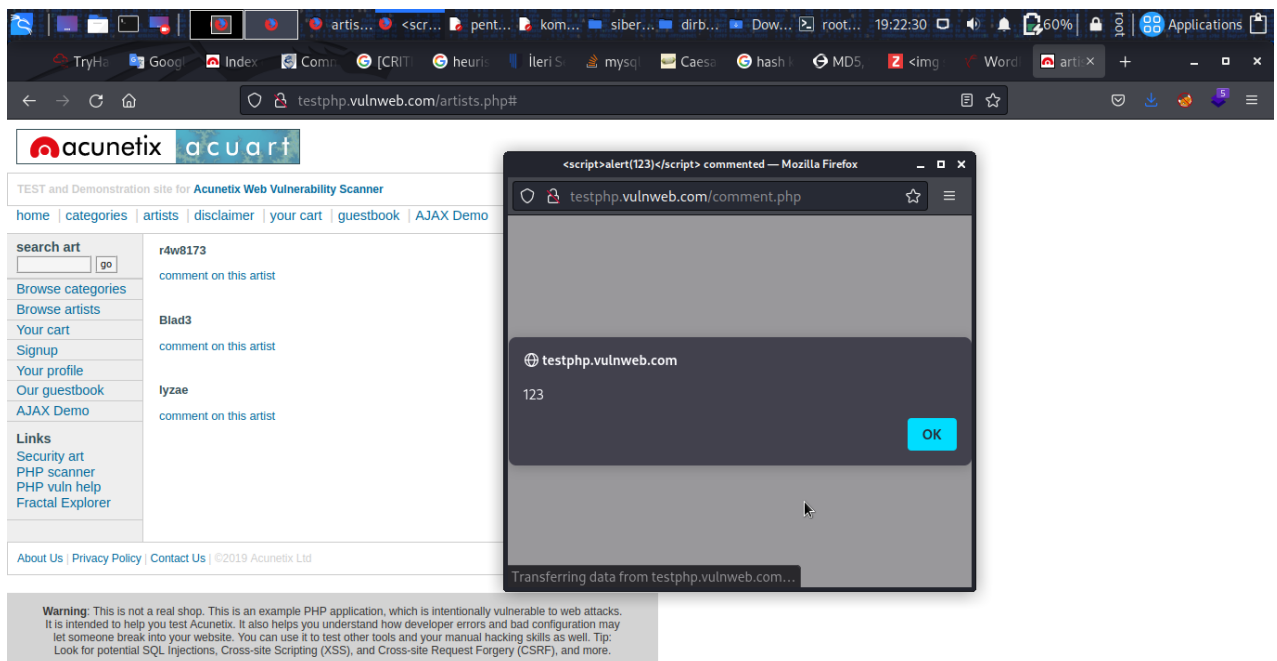 artis... <scr... pent... kom... siber... dirb... Dow... root... 19:22:30 60% root Applications
TryHa Googl Index Comm [CRIT heuris İleri S mysql Caesa hash k MD5, <img Word artis
testphp.vulnweb.com/artists.php#
acunetix acuart
TEST and Demonstration site for Acunetix Web Vulnerability Scanner
home | categories | artists | disclaimer | your cart | guestbook | AJAX Demo
search art
go
Browse categories
Browse artists
Your cart
Signup
Your profile
Our guestbook
AJAX Demo
Links
Security art
PHP scanner
PHP vuln help
Fractal Explorer
r4w8173
comment on this artist
Blad3
comment on this artist
lyzae
comment on this artist
<script>alert(123)</script> commented — Mozilla Firefox
testphp.vulnweb.com/comment.php
testphp.vulnweb.com
123
OK
Transferring data from testphp.vulnweb.com...
About Us | Privacy Policy | Contact Us | ©2019 Acunetix Ltd
Warning: This is not a real shop. This is an example PHP application, which is intentionally vulnerable to web attacks.
It is intended to help you test Acunetix. It also helps you understand how developer errors and bad configuration may
let someone break into your website. You can use it to test other tools and your manual hacking skills as well. Tip:
Look for potential SQL Injections, Cross-site Scripting (XSS), and Cross-site Request Forgery (CSRF), and more.